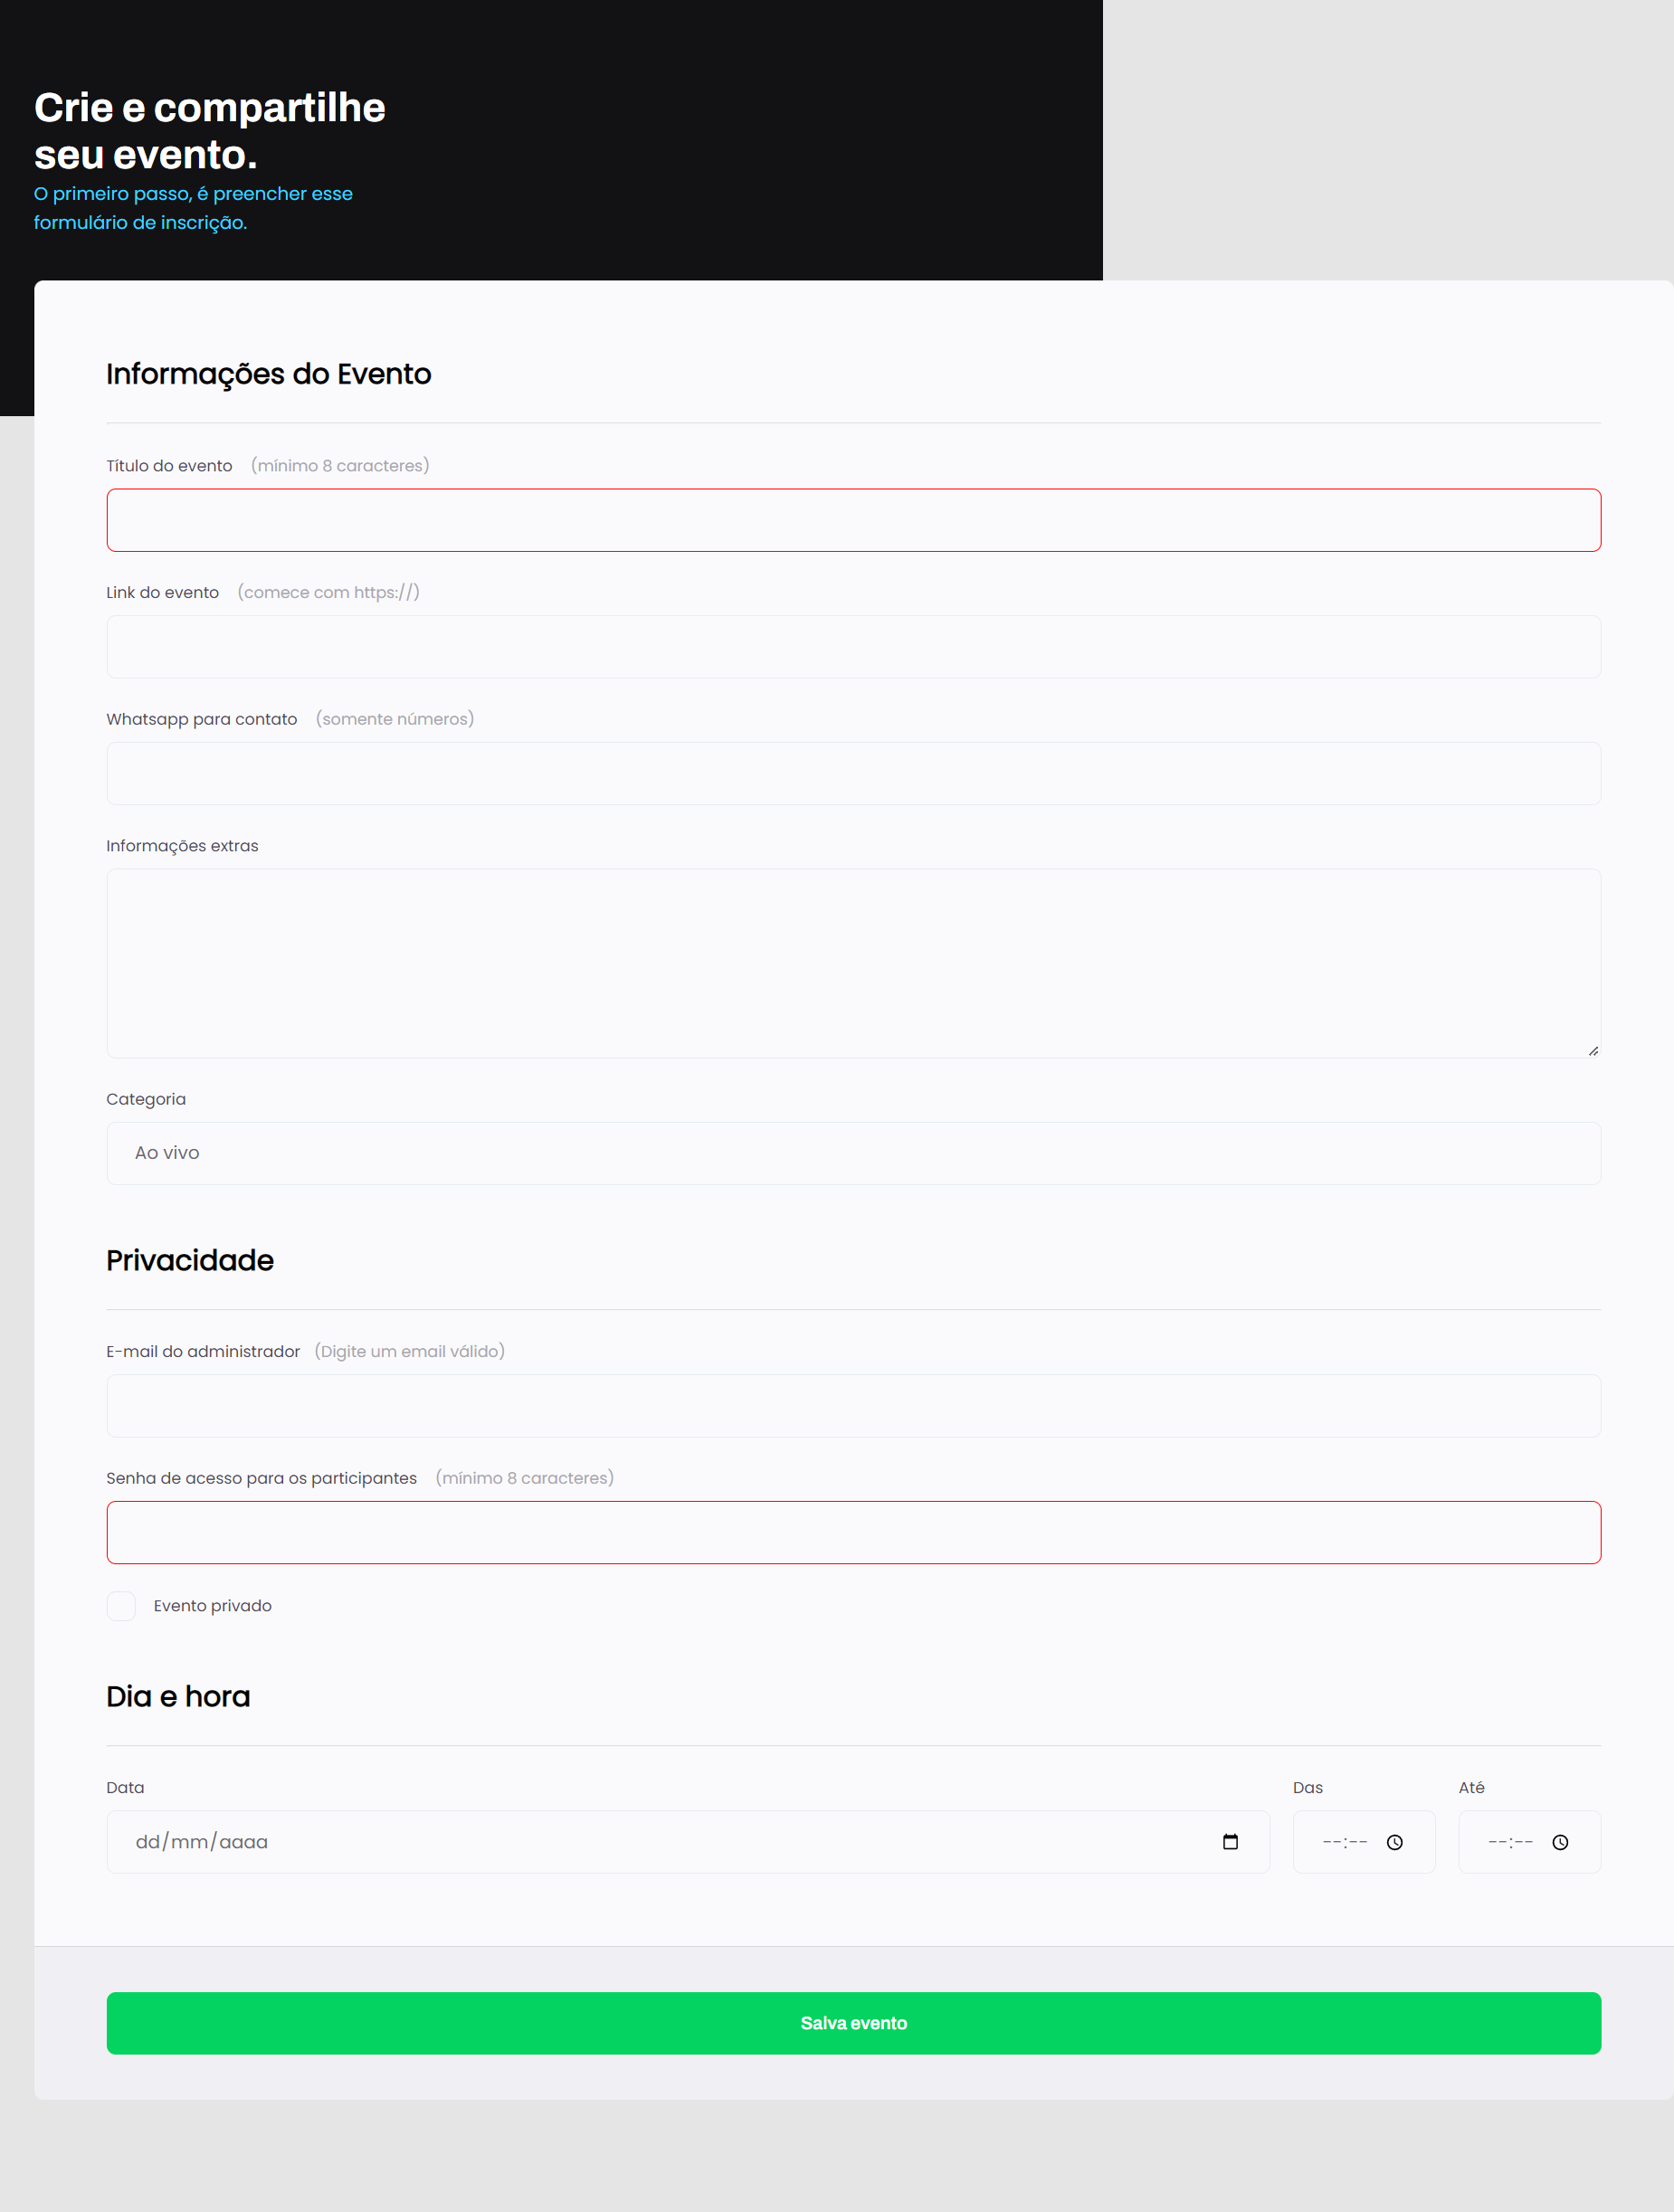 Crie e compartilhe
seu evento.
O primeiro passo, é preencher esse
formulário de inscrição.
Informações do Evento
Título do evento (mínimo 8 caracteres)
Link do evento (comece com https://)
Whatsapp para contato (somente números)
Informações extras
Categoria
Ao vivo
Privacidade
E-mail do administrador (Digite um email válido)
Senha de acesso para os participantes (mínimo 8 caracteres)
Evento privado
Dia e hora
Data Das Até
dd/mm/aaaa --:-- --:--
Salva evento